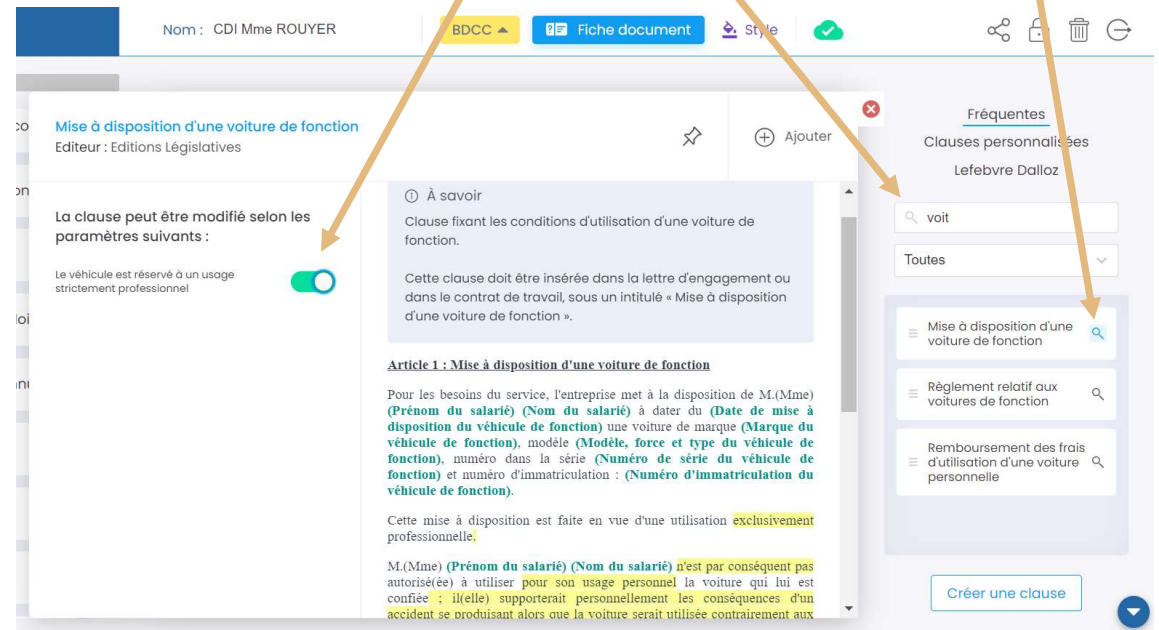 Nom : CDI Mme ROUYER
BDCC
Fiche document
Style
Mise à disposition d'une voiture de fonction
Editeur : Editions Législatives
Ajouter
La clause peut être modifié selon les
paramètres suivants :
Le véhicule est réservé à un usage
strictement professionnel
À savoir
Clause fixant les conditions d'utilisation d'une voiture de
fonction.
Cette clause doit être insérée dans la lettre d'engagement ou
dans le contrat de travail, sous un intitulé « Mise à disposition
d'une voiture de fonction ».
Article 1 : Mise à disposition d'une voiture de fonction
Pour les besoins du service, l'entreprise met à la disposition de M.(Mme)
(Prénom du salarié) (Nom du salarié) à dater du (Date de mise à
disposition du véhicule de fonction) une voiture de marque (Marque du
véhicule de fonction), modèle (Modèle, force et type du véhicule de
fonction), numéro dans la série (Numéro de série du véhicule de
fonction) et numéro d'immatriculation : (Numéro d'immatriculation du
véhicule de fonction).
Cette mise à disposition est faite en vue d'une utilisation exclusivement
professionnelle.
M.(Mme) (Prénom du salarié) (Nom du salarié) n'est par conséquent pas
autorisé(ée) à utiliser pour son usage personnel la voiture qui lui est
confiée ; il(elle) supporterait personnellement les conséquences d'un
accident se produisant alors que la voiture serait utilisée contrairement aux
Fréquentes
Clauses personnalisées
Lefebvre Dalloz
voit
Toutes
Mise à disposition d'une
voiture de fonction
Règlement relatif aux
voitures de fonction
Remboursement des frais
d'utilisation d'une voiture
personnelle
Créer une clause